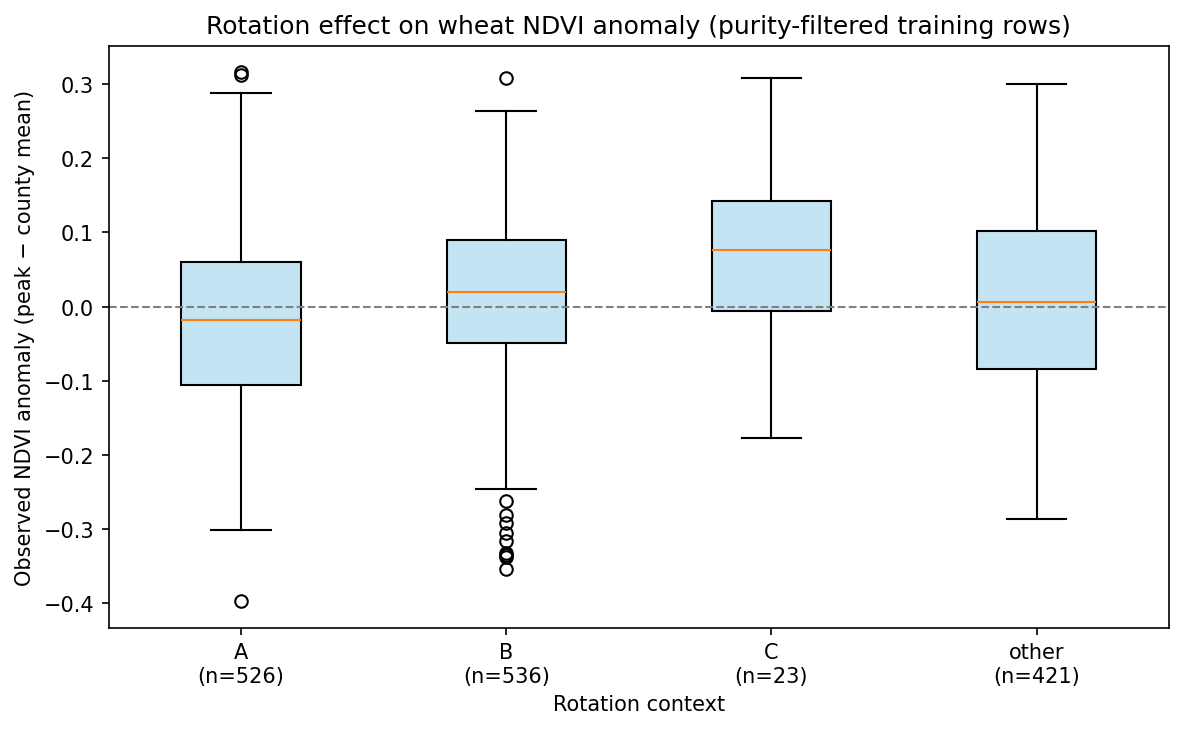 Rotation effect on wheat NDVI anomaly (purity-filtered training rows)
Observed NDVI anomaly (peak − county mean)
0.3
0.2
0.1
0.0
−0.1
−0.2
−0.3
−0.4
A
(n=526)
B
(n=536)
C
(n=23)
other
(n=421)
Rotation context